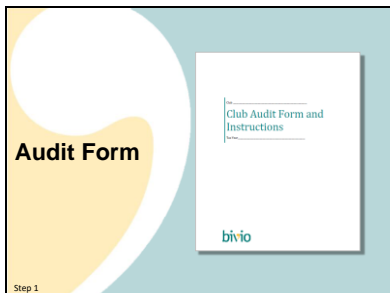 Audit Form
Club Audit Form and
Instructions
bivio
Step 1